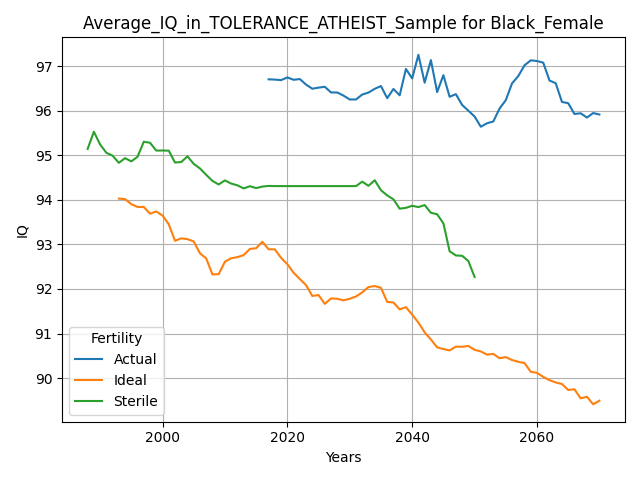 Average_IQ_in_TOLERANCE_ATHEIST_Sample for Black_Female
97
96
95
94
93
92
91
90
IQ
Fertility
Actual
Ideal
Sterile
2000 2020 2040 2060
Years